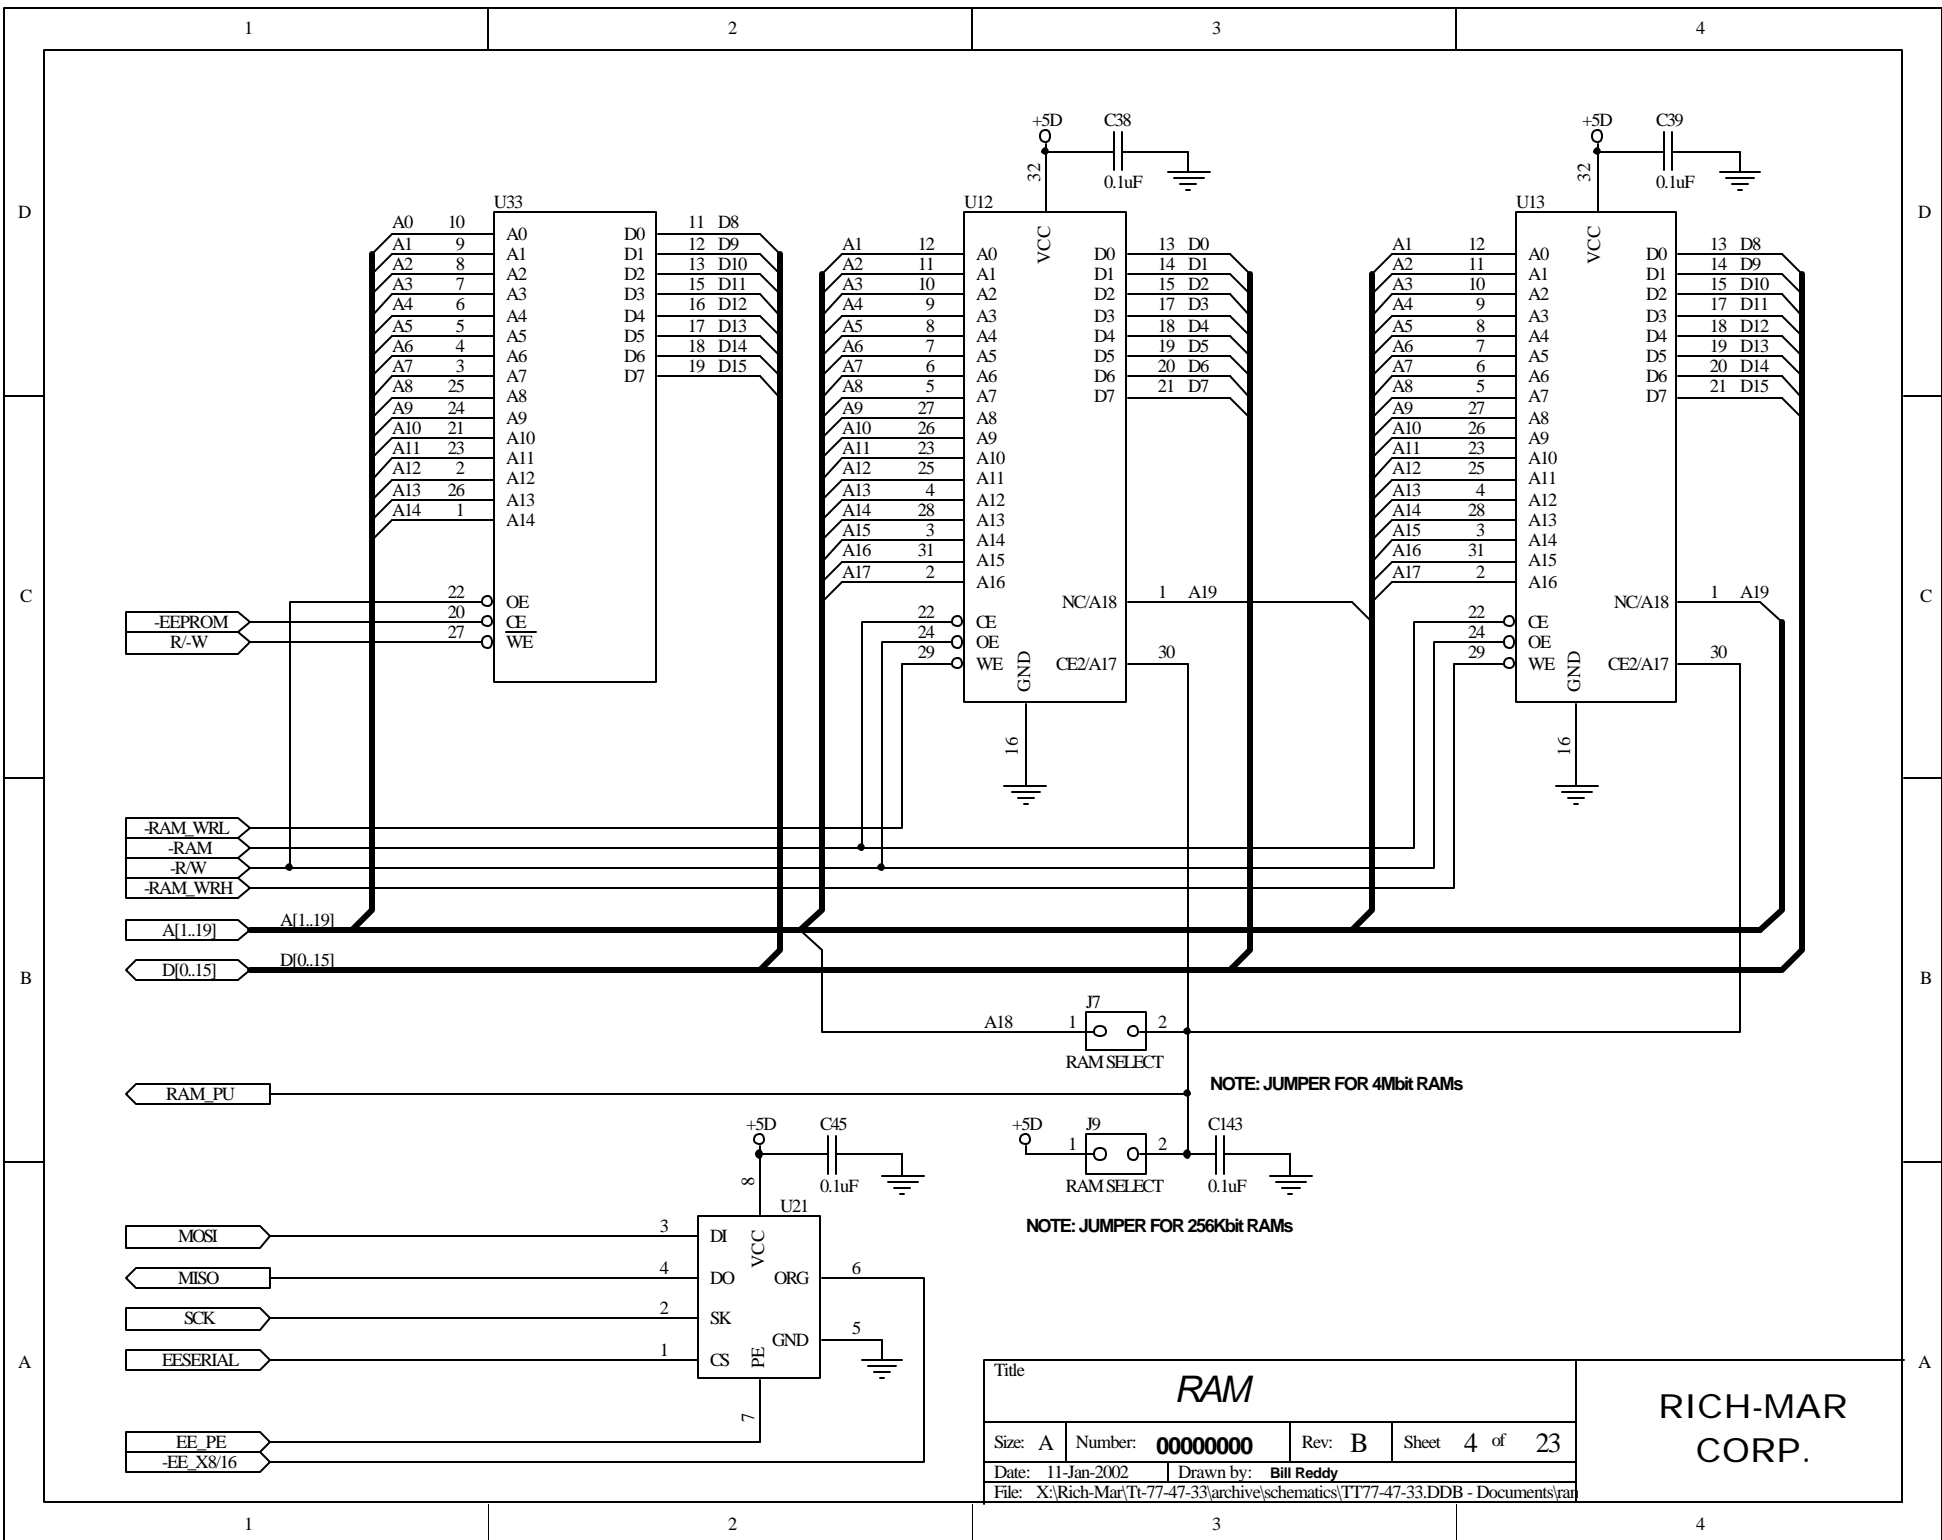 1 2 3 4
D
C
B
A
D
C
B
A
U33
A0 10 A0 D0 11 D8
A1 9 A1 D1 12 D9
A2 8 A2 D2 13 D10
A3 7 A3 D3 15 D11
A4 6 A4 D4 16 D12
A5 5 A5 D5 17 D13
A6 4 A6 D6 18 D14
A7 3 A7 D7 19 D15
A8 25 A8
A9 24 A9
A10 21 A10
A11 23 A11
A12 2 A12
A13 26 A13
A14 1 A14
22 OE
-EEPROM 20 CE
R/-W 27 WE
+5D C38
32 0.1uF
U12
VCC
A1 12 A0 D0 13 D0
A2 11 A1 D1 14 D1
A3 10 A2 D2 15 D2
A4 9 A3 D3 17 D3
A5 8 A4 D4 18 D4
A6 7 A5 D5 19 D5
A7 6 A6 D6 20 D6
A8 5 A7 D7 21 D7
A9 27 A8
A10 26 A9
A11 23 A10
A12 25 A11
A13 4 A12
A14 28 A13
A15 3 A14
A16 31 A15
A17 2 A16
NC/A18 1 A19
22 CE
24 OE
29 WE GND CE2/A17 30
16
+5D C39
32 0.1uF
U13
VCC
A1 12 A0 D0 13 D8
A2 11 A1 D1 14 D9
A3 10 A2 D2 15 D10
A4 9 A3 D3 17 D11
A5 8 A4 D4 18 D12
A6 7 A5 D5 19 D13
A7 6 A6 D6 20 D14
A8 5 A7 D7 21 D15
A9 27 A8
A10 26 A9
A11 23 A10
A12 25 A11
A13 4 A12
A14 28 A13
A15 3 A14
A16 31 A15
A17 2 A16
NC/A18 1 A19
22 CE
24 OE
29 WE GND CE2/A17 30
16
-RAM_WRL
-RAM
-R/W
-RAM_WRH
A[1..19] A[1..19]
D[0..15] D[0..15]
J7
A18 1 2
RAM SELECT
NOTE: JUMPER FOR 4Mbit RAMs
RAM_PU
+5D J9 C143
1 2
RAM SELECT 0.1uF
NOTE: JUMPER FOR 256Kbit RAMs
+5D C45
8 0.1uF
U21
MOSI 3 DI VCC
MISO 4 DO ORG 6
SCK 2 SK
GND 5
EESERIAL 1 CS PE
7
EE_PE
-EE_X8/16
Title
RAM
RICH-MAR
CORP.
Size: A Number: 00000000 Rev: B Sheet 4 of 23
Date: 11-Jan-2002 Drawn by: Bill Reddy
File: X:\Rich-Mar\Tt-77-47-33\archive\schematics\TT77-47-33.DDB - Documents\ran
1 2 3 4